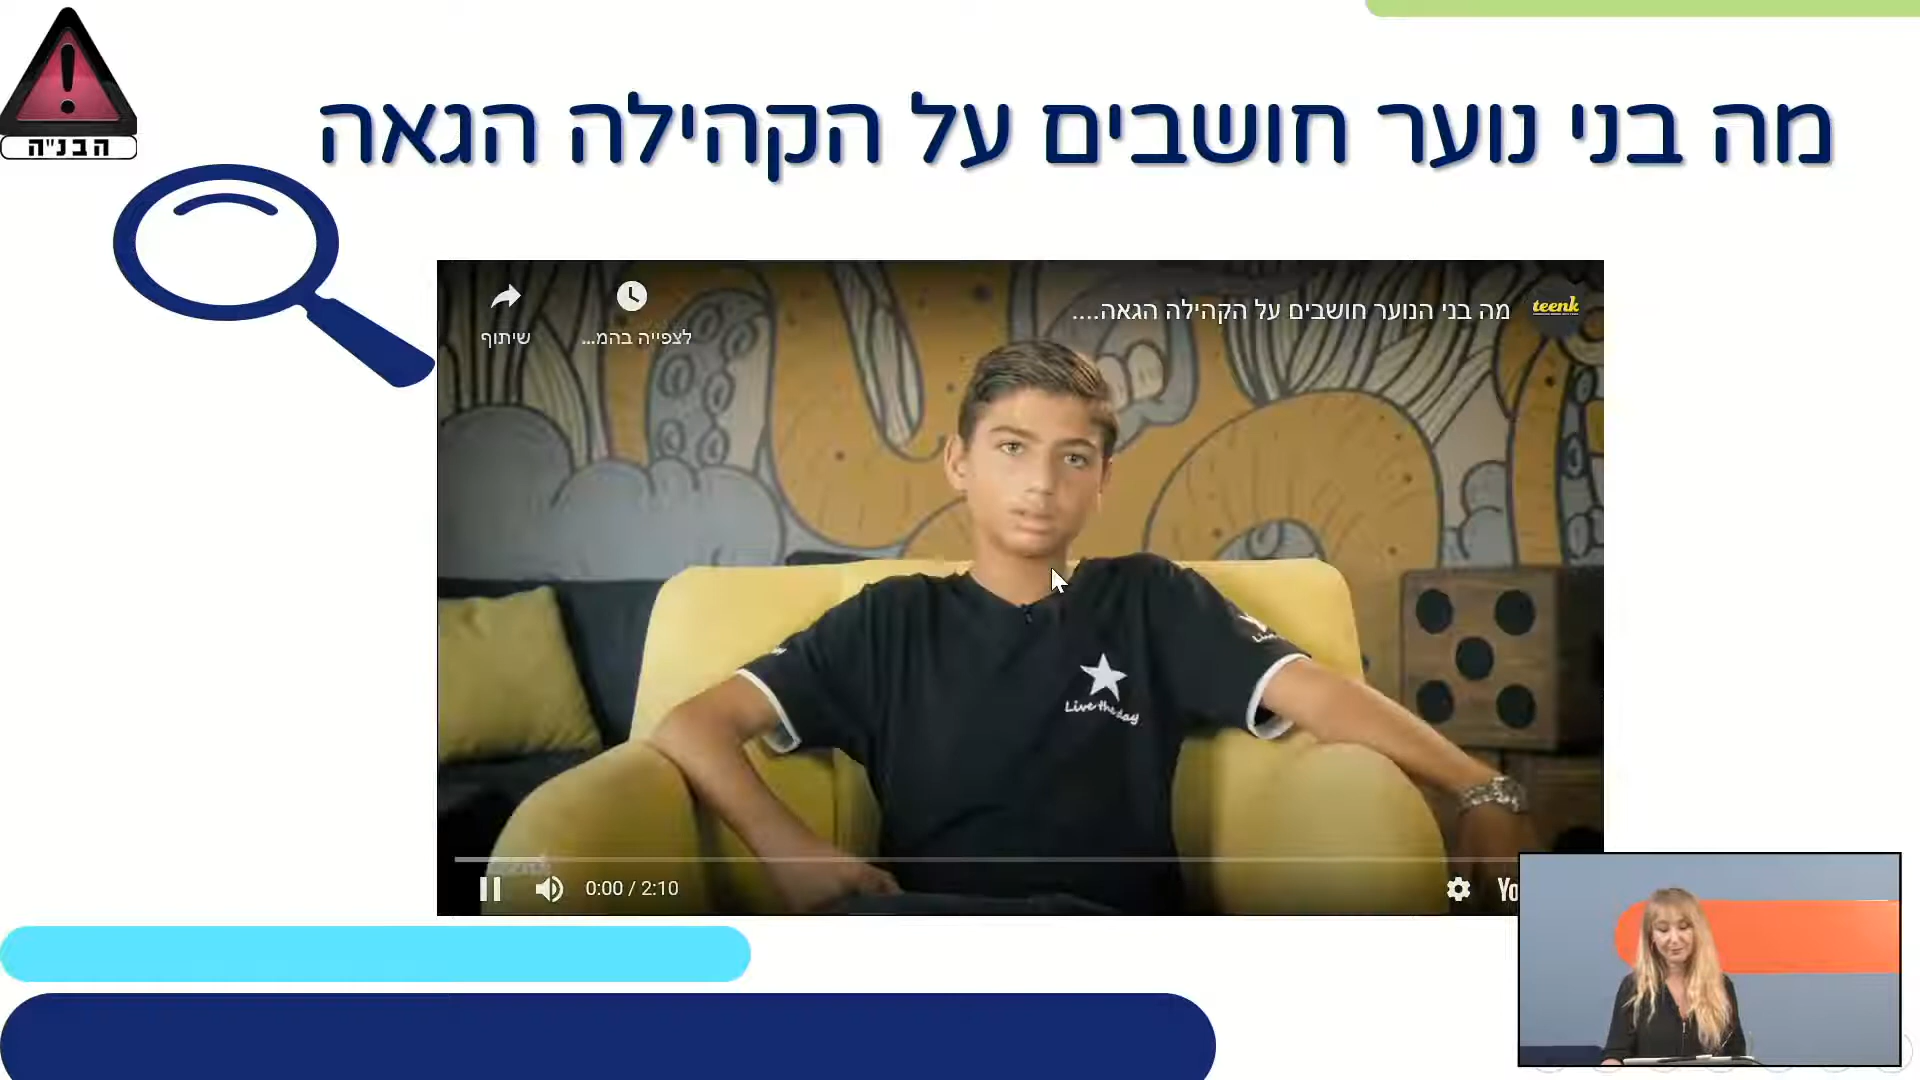 מה בני נוער חושבים על הקהילה הגאה
הבנ"ה
מה בני הנוער חושבים על הקהילה הגאה....
teenk
לצפייה בהמ...
שיתוף
Live the day
0:00 / 2:10
Yo